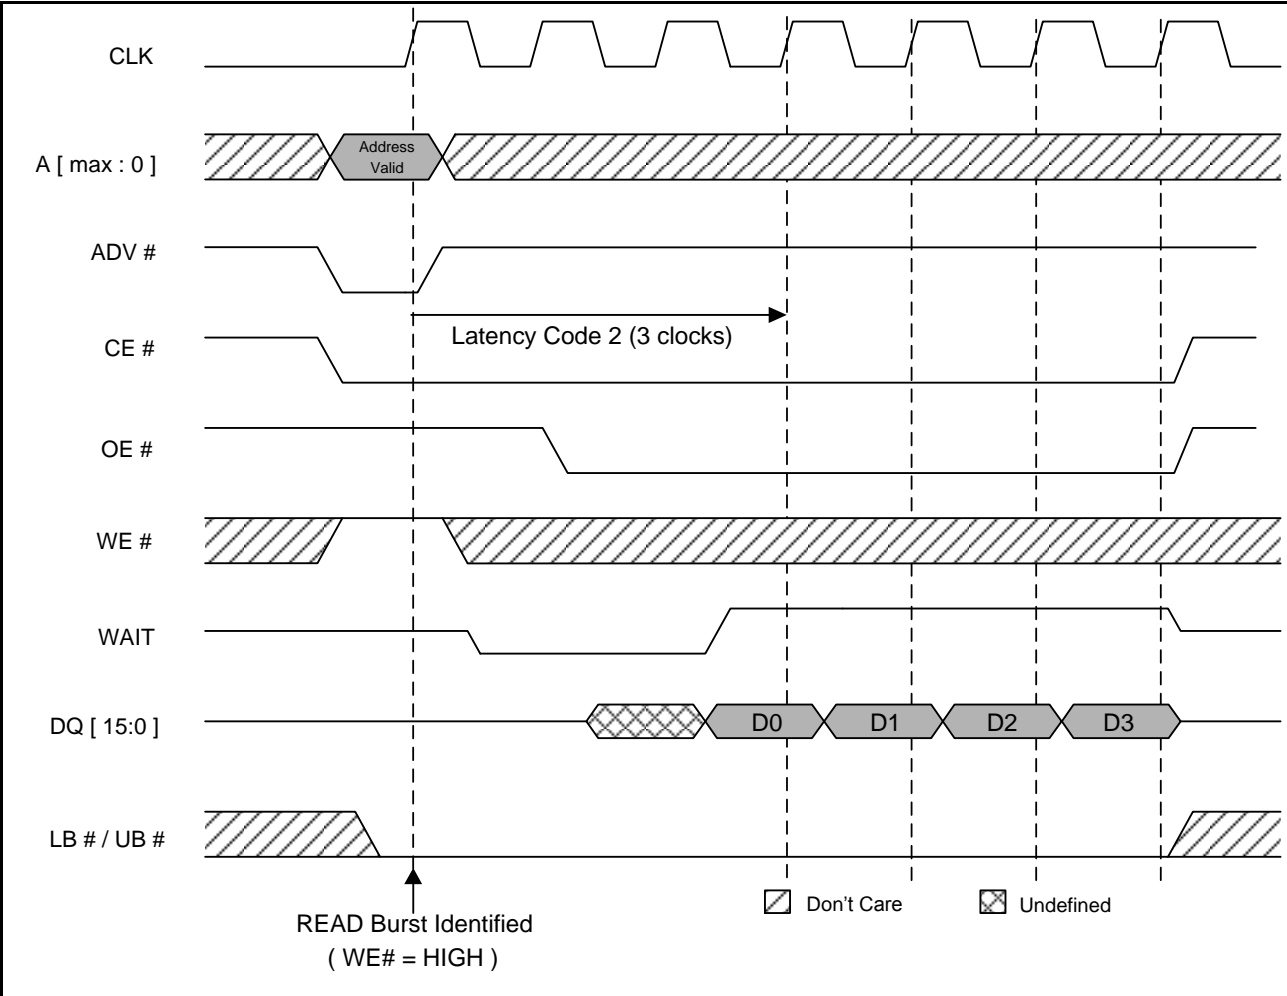 CLK
A [ max : 0 ]
Address
Valid
ADV #
Latency Code 2 (3 clocks)
CE #
OE #
WE #
WAIT
DQ [ 15:0 ]
D0
D1
D2
D3
LB # / UB #
Don't Care
Undefined
READ Burst Identified
( WE# = HIGH )